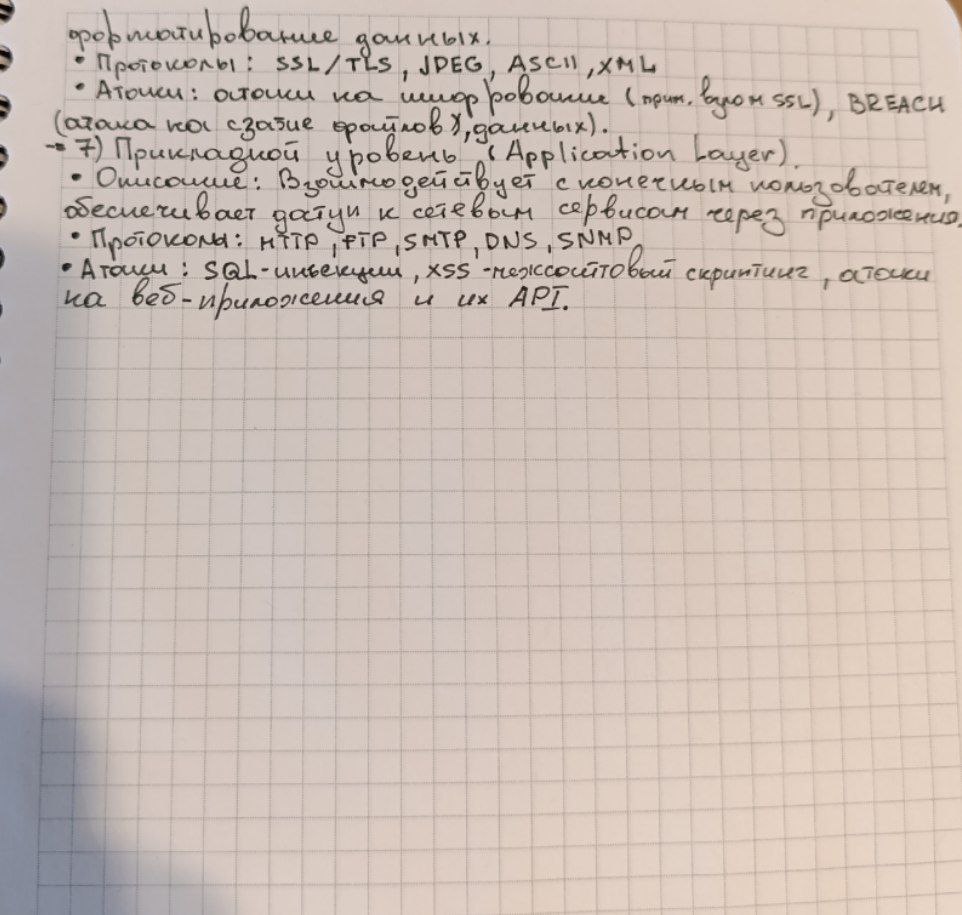 форматирование данных.
• Протоколы: SSL/TLS, JPEG, ASCII, XML
• Атаки: атаки на шифрование (прим. взлом SSL), BREACH
(атака на сжатие файлов), данных).
→ 7) Прикладной уровень (Application Layer).
• Описание: Взаимодействует с конечным пользователем,
обеспечивает доступ к сетевым сервисам через приложения.
• Протоколы: HTTP, FTP, SMTP, DNS, SNMP
• Атаки: SQL-инъекции, XSS-межсайтовый скриптинг, атаки
на веб-приложения и их API.